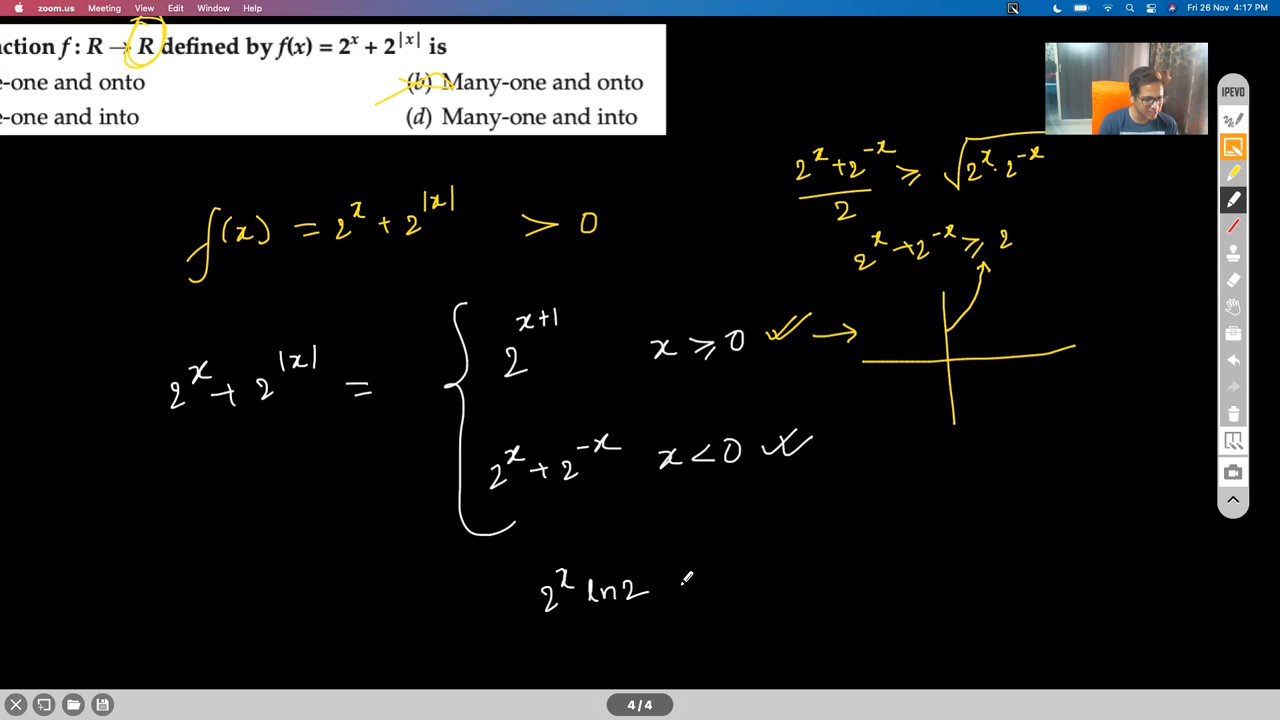 zoom.us Meeting View Edit Window Help Fri 26 Nov 4:17 PM
ction f : R → R defined by f(x) = 2^x + 2^|x| is
e-one and onto (b) Many-one and onto
e-one and into (d) Many-one and into
IPEVO
(2^x + 2^-x)/2 ≥ √(2^x . 2^-x)
2^x + 2^-x ≥ 2
f(x) = 2^x + 2^|x| > 0
2^x + 2^|x| = { 2^x+1 x ≥ 0 →
2^x + 2^-x x < 0
2^x ln2
4/4